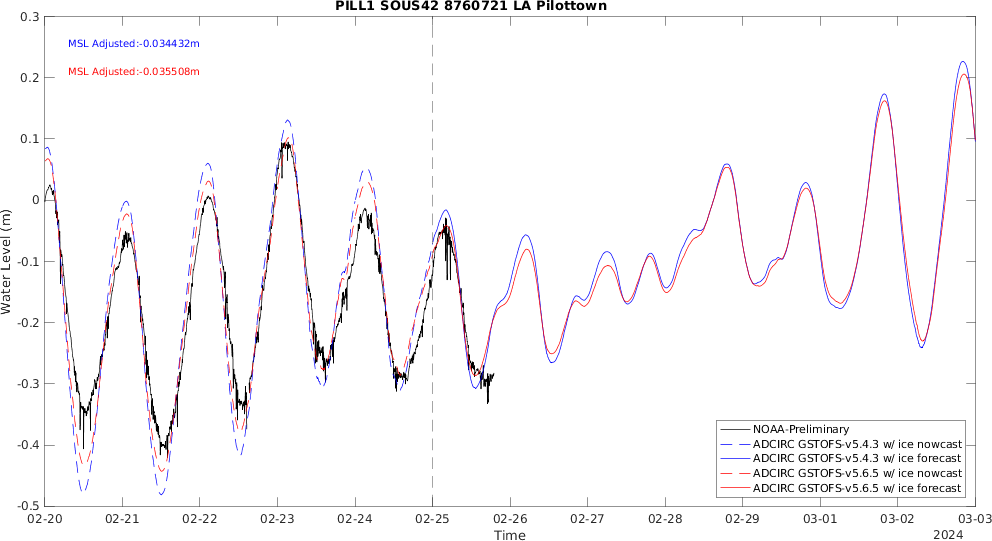 PILL1 SOUS42 8760721 LA Pilottown
MSL Adjusted:-0.034432m
MSL Adjusted:-0.035508m
Water Level (m)
0.3
0.2
0.1
0
-0.1
-0.2
-0.3
-0.4
-0.5
NOAA-Preliminary
ADCIRC GSTOFS-v5.4.3 w/ ice nowcast
ADCIRC GSTOFS-v5.4.3 w/ ice forecast
ADCIRC GSTOFS-v5.6.5 w/ ice nowcast
ADCIRC GSTOFS-v5.6.5 w/ ice forecast
02-20 02-21 02-22 02-23 02-24 02-25 02-26 02-27 02-28 02-29 03-01 03-02 03-03
Time
2024